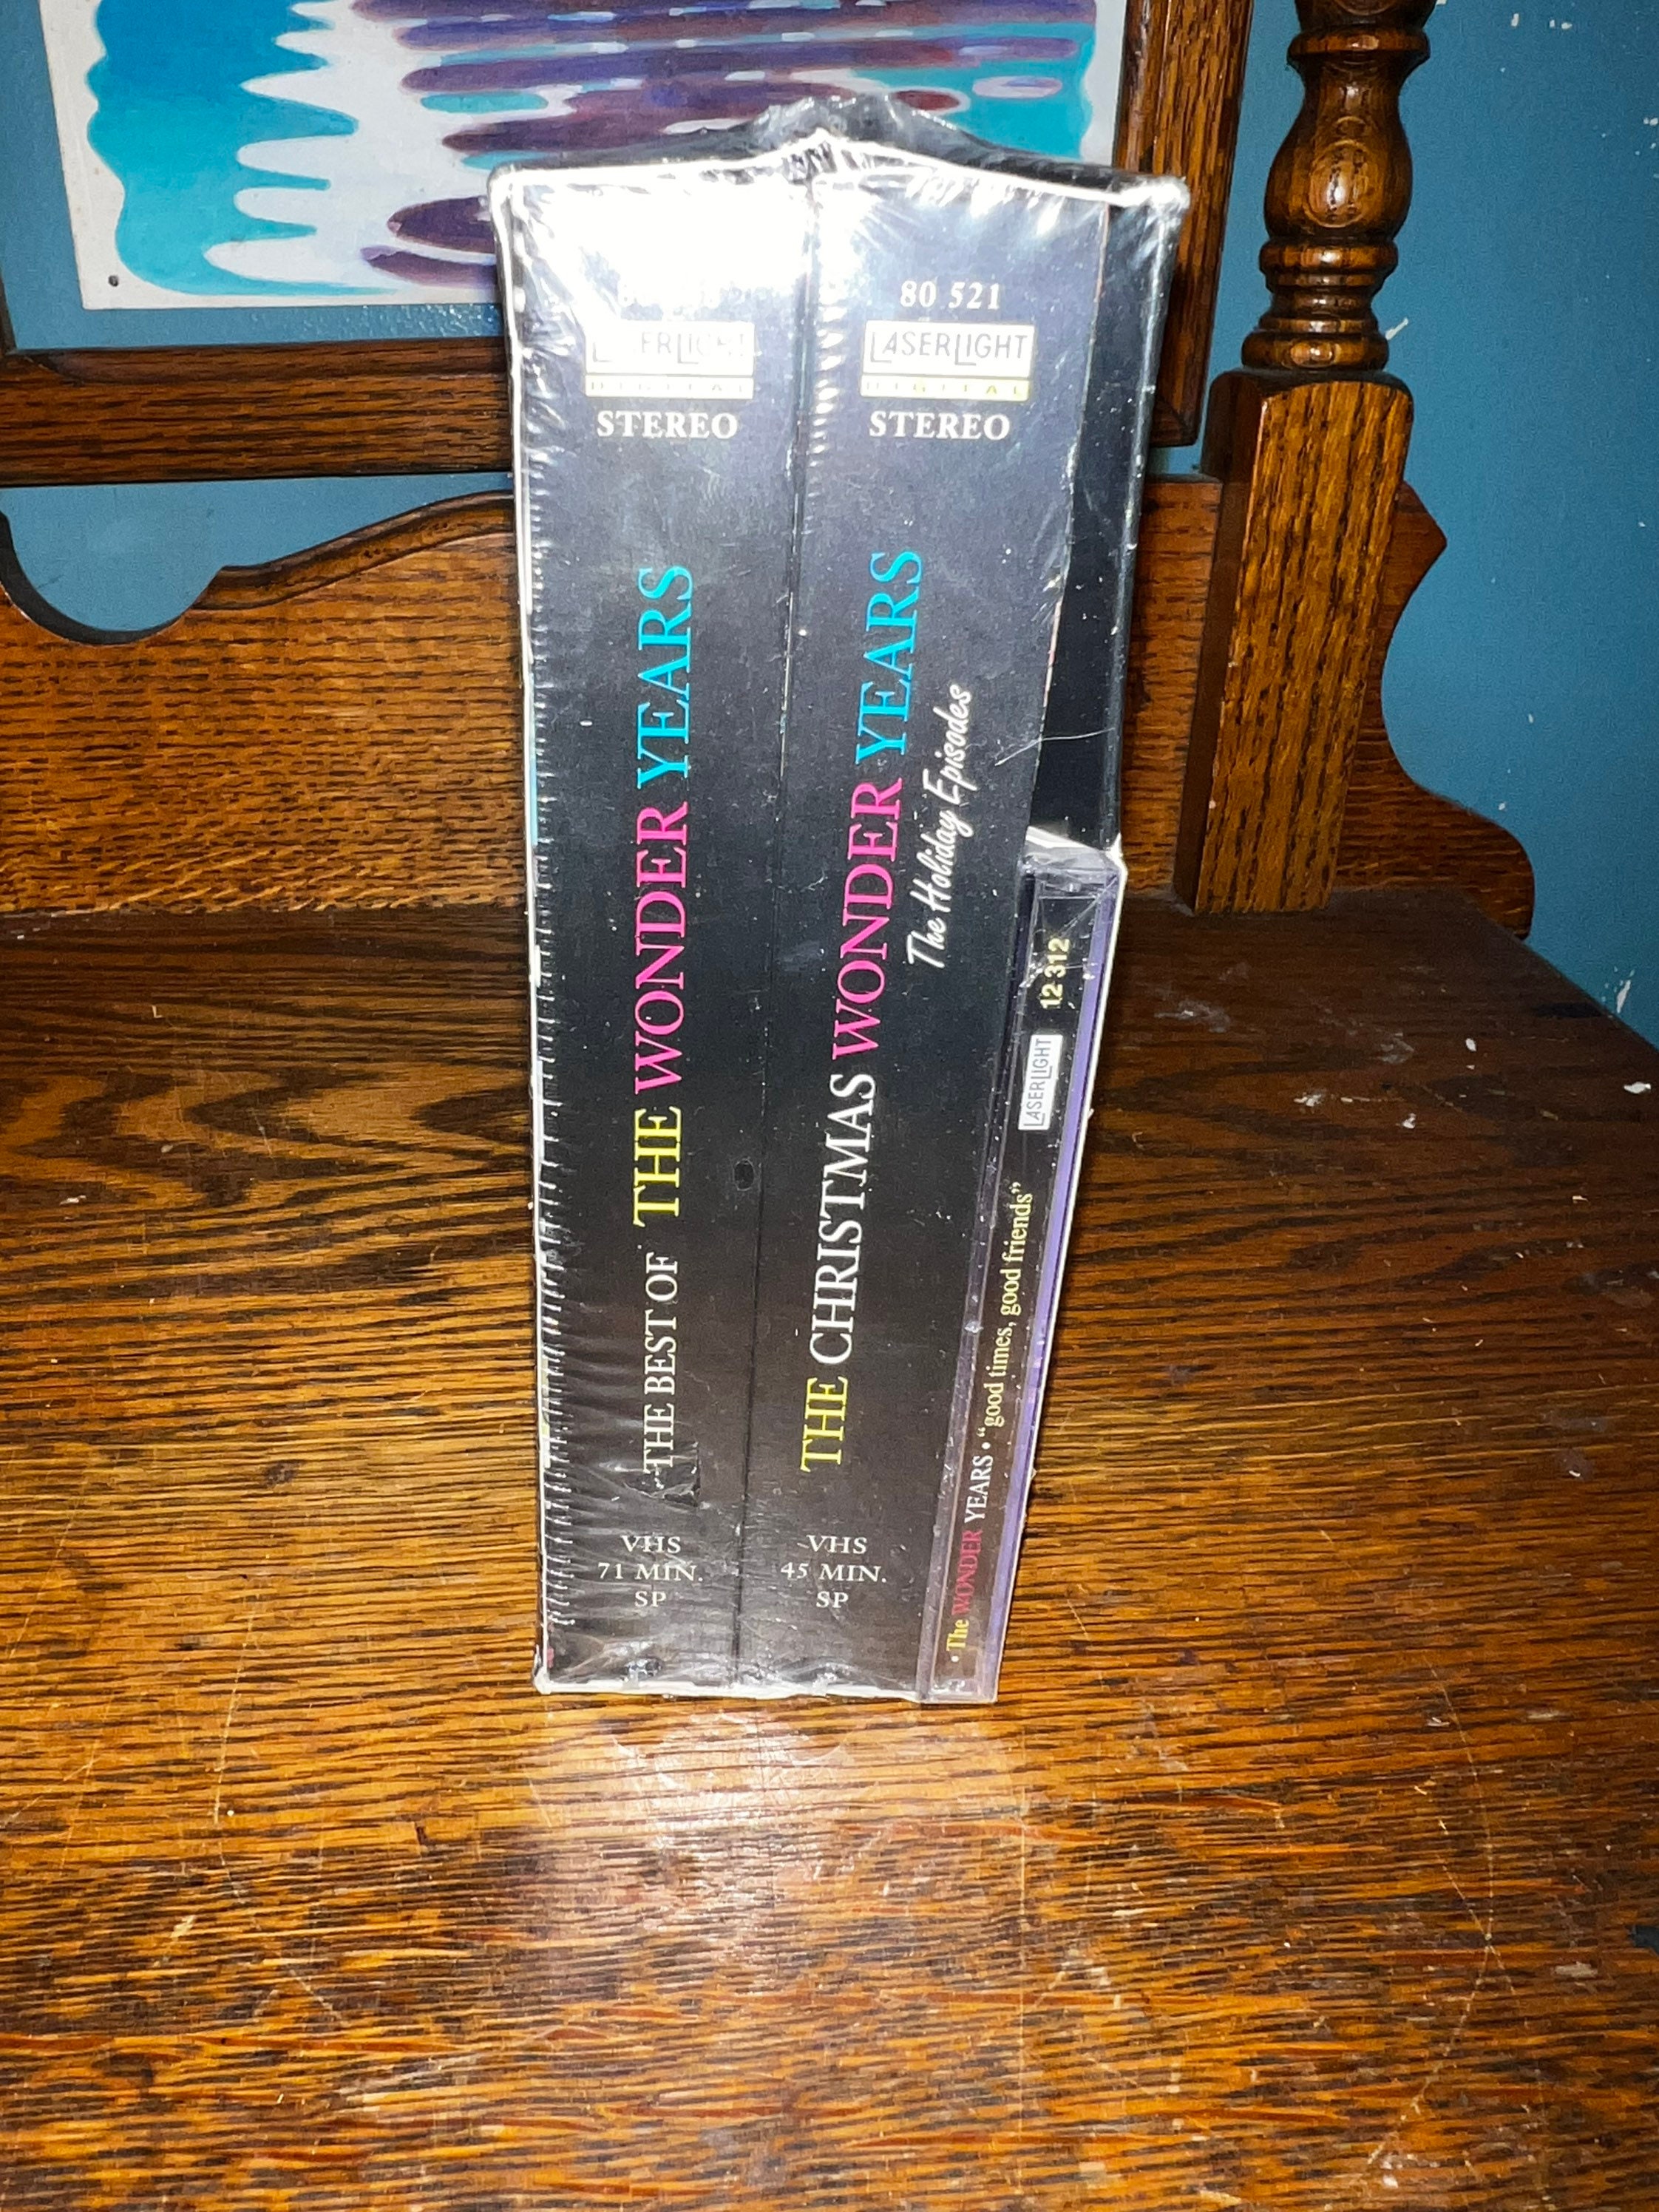 LASERLIGHT
DIGITAL
STEREO
THE BEST OF THE WONDER YEARS
VHS
71 MIN.
SP
80 521
LASERLIGHT
DIGITAL
STEREO
THE CHRISTMAS WONDER YEARS
The Holiday Episodes
VHS
45 MIN.
SP
• The WONDER YEARS • "good times, good friends" LASERLIGHT 12 312